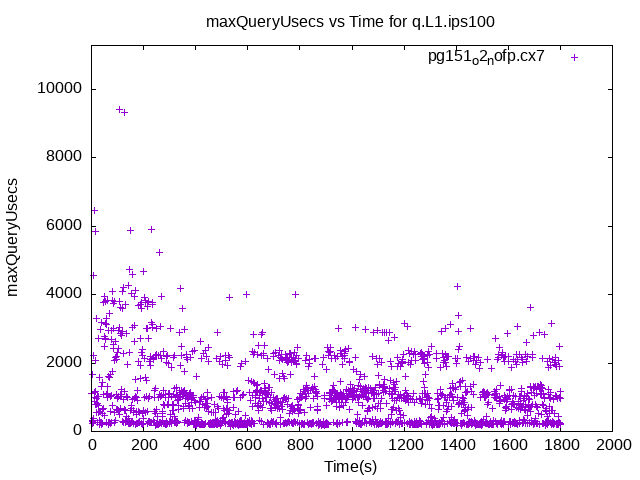 maxQueryUsecs vs Time for q.L1.ips100
pg151o2nofp.cx7
10000
8000
6000
4000
2000
0
maxQueryUsecs
0 200 400 600 800 1000 1200 1400 1600 1800 2000
Time(s)